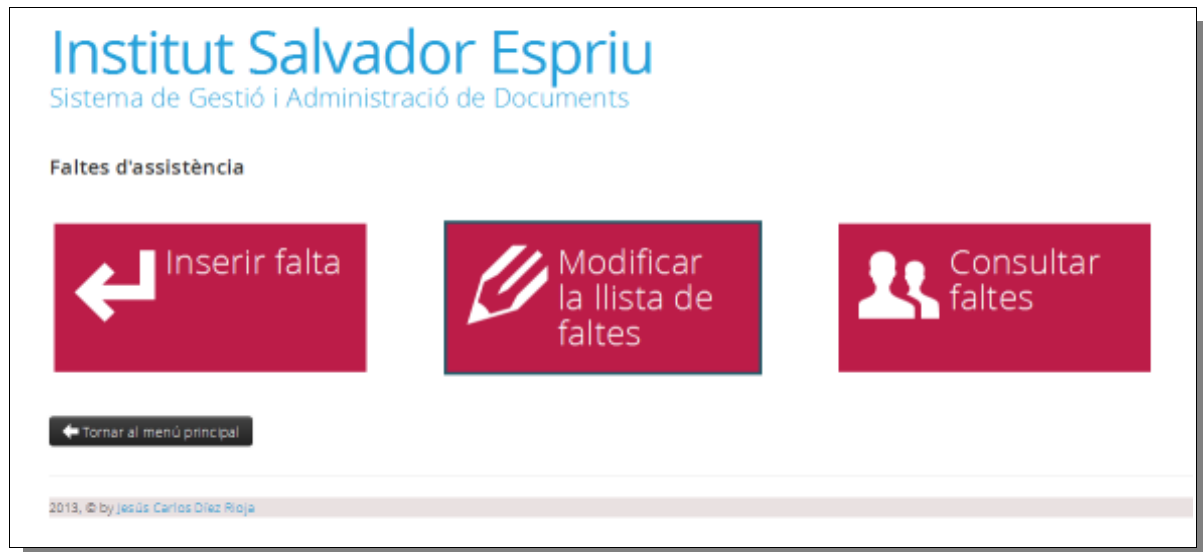 Institut Salvador Espriu
Sistema de Gestió i Administració de Documents
Faltes d'assistència
Inserir falta
Modificar
la llista de
faltes
Consultar
faltes
Tornar al menú principal
2013, © by Jesús Carlos Díez Rioja